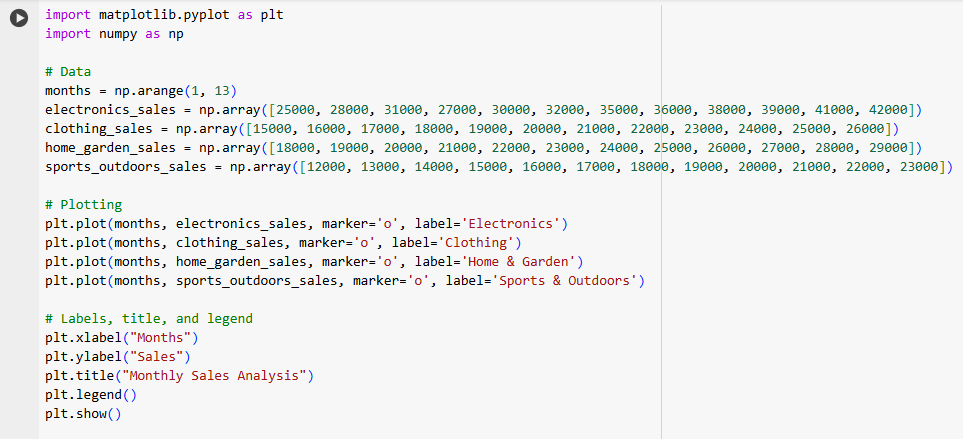 import matplotlib.pyplot as plt
import numpy as np
# Data
months = np.arange(1, 13)
electronics_sales = np.array([25000, 28000, 31000, 27000, 30000, 32000, 35000, 36000, 38000, 39000, 41000, 42000])
clothing_sales = np.array([15000, 16000, 17000, 18000, 19000, 20000, 21000, 22000, 23000, 24000, 25000, 26000])
home_garden_sales = np.array([18000, 19000, 20000, 21000, 22000, 23000, 24000, 25000, 26000, 27000, 28000, 29000])
sports_outdoors_sales = np.array([12000, 13000, 14000, 15000, 16000, 17000, 18000, 19000, 20000, 21000, 22000, 23000])
# Plotting
plt.plot(months, electronics_sales, marker='o', label='Electronics')
plt.plot(months, clothing_sales, marker='o', label='Clothing')
plt.plot(months, home_garden_sales, marker='o', label='Home & Garden')
plt.plot(months, sports_outdoors_sales, marker='o', label='Sports & Outdoors')
# Labels, title, and legend
plt.xlabel("Months")
plt.ylabel("Sales")
plt.title("Monthly Sales Analysis")
plt.legend()
plt.show()